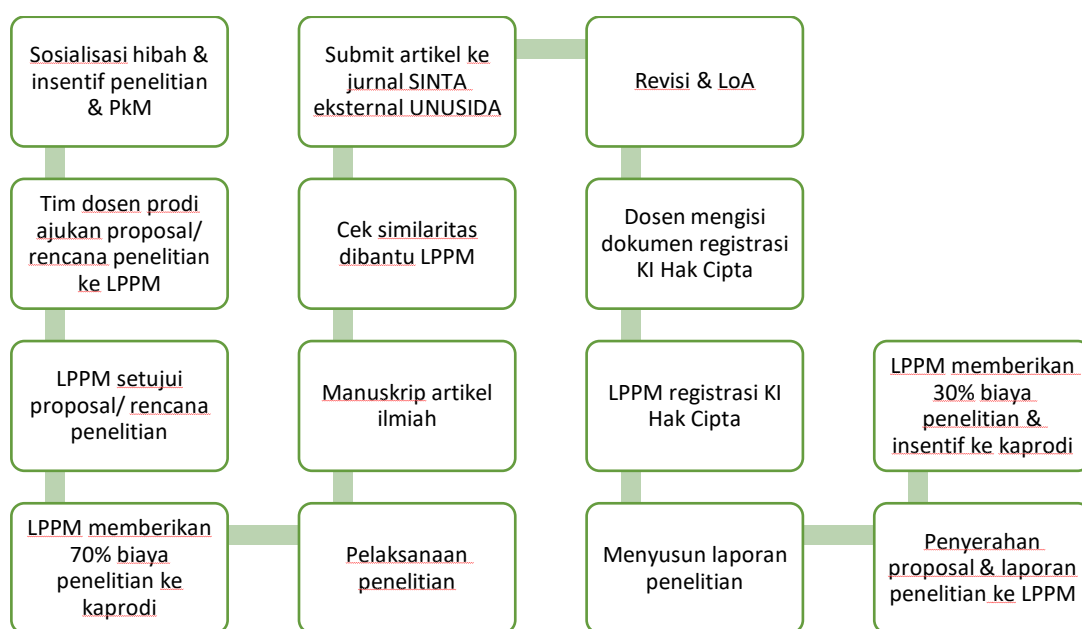 Sosialisasi hibah &
insentif penelitian
& PkM
Tim dosen prodi
ajukan proposal/
rencana penelitian
ke LPPM
LPPM setujui
proposal/ rencana
penelitian
LPPM memberikan
70% biaya
penelitian ke
kaprodi
Pelaksanaan
penelitian
Manuskrip artikel
ilmiah
Cek similaritas
dibantu LPPM
Submit artikel ke
jurnal SINTA
eksternal UNUSIDA
Revisi & LoA
Dosen mengisi
dokumen registrasi
KI Hak Cipta
LPPM registrasi KI
Hak Cipta
Menyusun laporan
penelitian
Penyerahan
proposal & laporan
penelitian ke LPPM
LPPM memberikan
30% biaya
penelitian &
insentif ke kaprodi